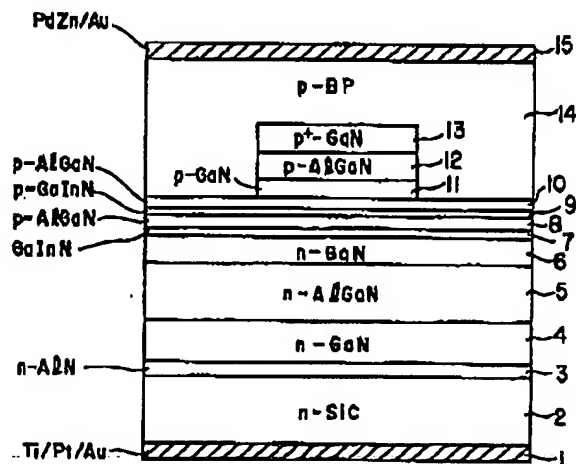 PdZn/Au
15
p-BP
14
p⁺-GaN
13
p-AlGaN
12
p-GaN
11
p-AlGaN
10
p-GaInN
9
p-AlGaN
8
GaInN
7
n-GaN
6
n-AlGaN
5
n-GaN
4
n-AlN
3
n-SiC
2
Ti/Pt/Au
1